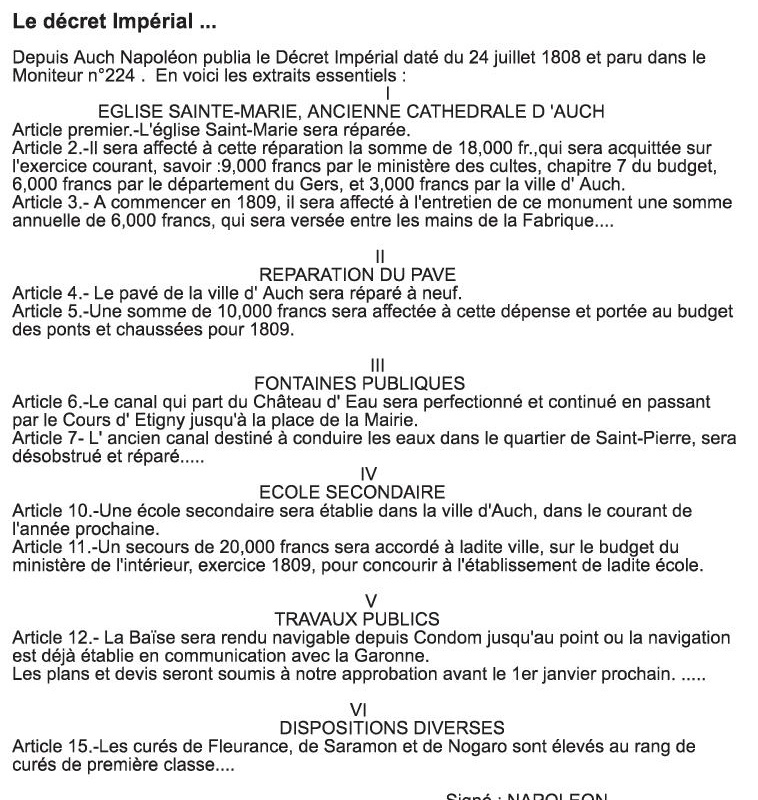 Le décret Impérial ...
Depuis Auch Napoléon publia le Décret Impérial daté du 24 juillet 1808 et paru dans le
Moniteur n°224 .  En voici les extraits essentiels :
I
EGLISE SAINTE-MARIE, ANCIENNE CATHEDRALE D 'AUCH
Article premier.-L'église Saint-Marie sera réparée.
Article 2.-Il sera affecté à cette réparation la somme de 18,000 fr.,qui sera acquittée sur
l'exercice courant, savoir :9,000 francs par le ministère des cultes, chapitre 7 du budget,
6,000 francs par le département du Gers, et 3,000 francs par la ville d' Auch.
Article 3.- A commencer en 1809, il sera affecté à l'entretien de ce monument une somme
annuelle de 6,000 francs, qui sera versée entre les mains de la Fabrique....
II
REPARATION DU PAVE
Article 4.- Le pavé de la ville d' Auch sera réparé à neuf.
Article 5.-Une somme de 10,000 francs sera affectée à cette dépense et portée au budget
des ponts et chaussées pour 1809.
III
FONTAINES PUBLIQUES
Article 6.-Le canal qui part du Château d' Eau sera perfectionné et continué en passant
par le Cours d' Etigny jusqu'à la place de la Mairie.
Article 7- L' ancien canal destiné à conduire les eaux dans le quartier de Saint-Pierre, sera
désobstrué et réparé.....
IV
ECOLE SECONDAIRE
Article 10.-Une école secondaire sera établie dans la ville d'Auch, dans le courant de
l'année prochaine.
Article 11.-Un secours de 20,000 francs sera accordé à ladite ville, sur le budget du
ministère de l'intérieur, exercice 1809, pour concourir à l'établissement de ladite école.
V
TRAVAUX PUBLICS
Article 12.- La Baïse sera rendu navigable depuis Condom jusqu'au point ou la navigation
est déjà établie en communication avec la Garonne.
Les plans et devis seront soumis à notre approbation avant le 1er janvier prochain. .....
VI
DISPOSITIONS DIVERSES
Article 15.-Les curés de Fleurance, de Saramon et de Nogaro sont élevés au rang de
curés de première classe....
Signé : NAPOLEON